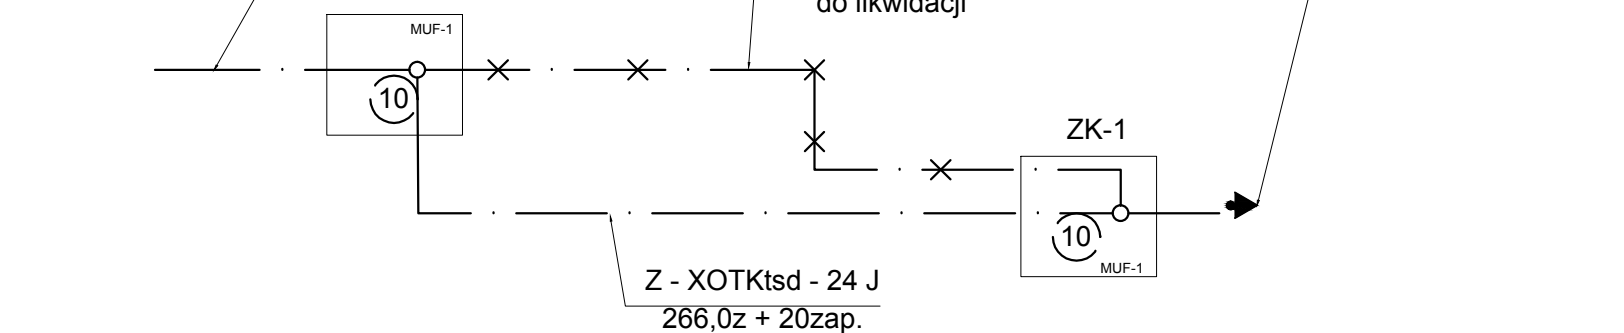 do likwidacji
MUF-1
10
ZK-1
10
MUF-1
Z - XOTKtsd - 24 J
266,0z + 20zap.